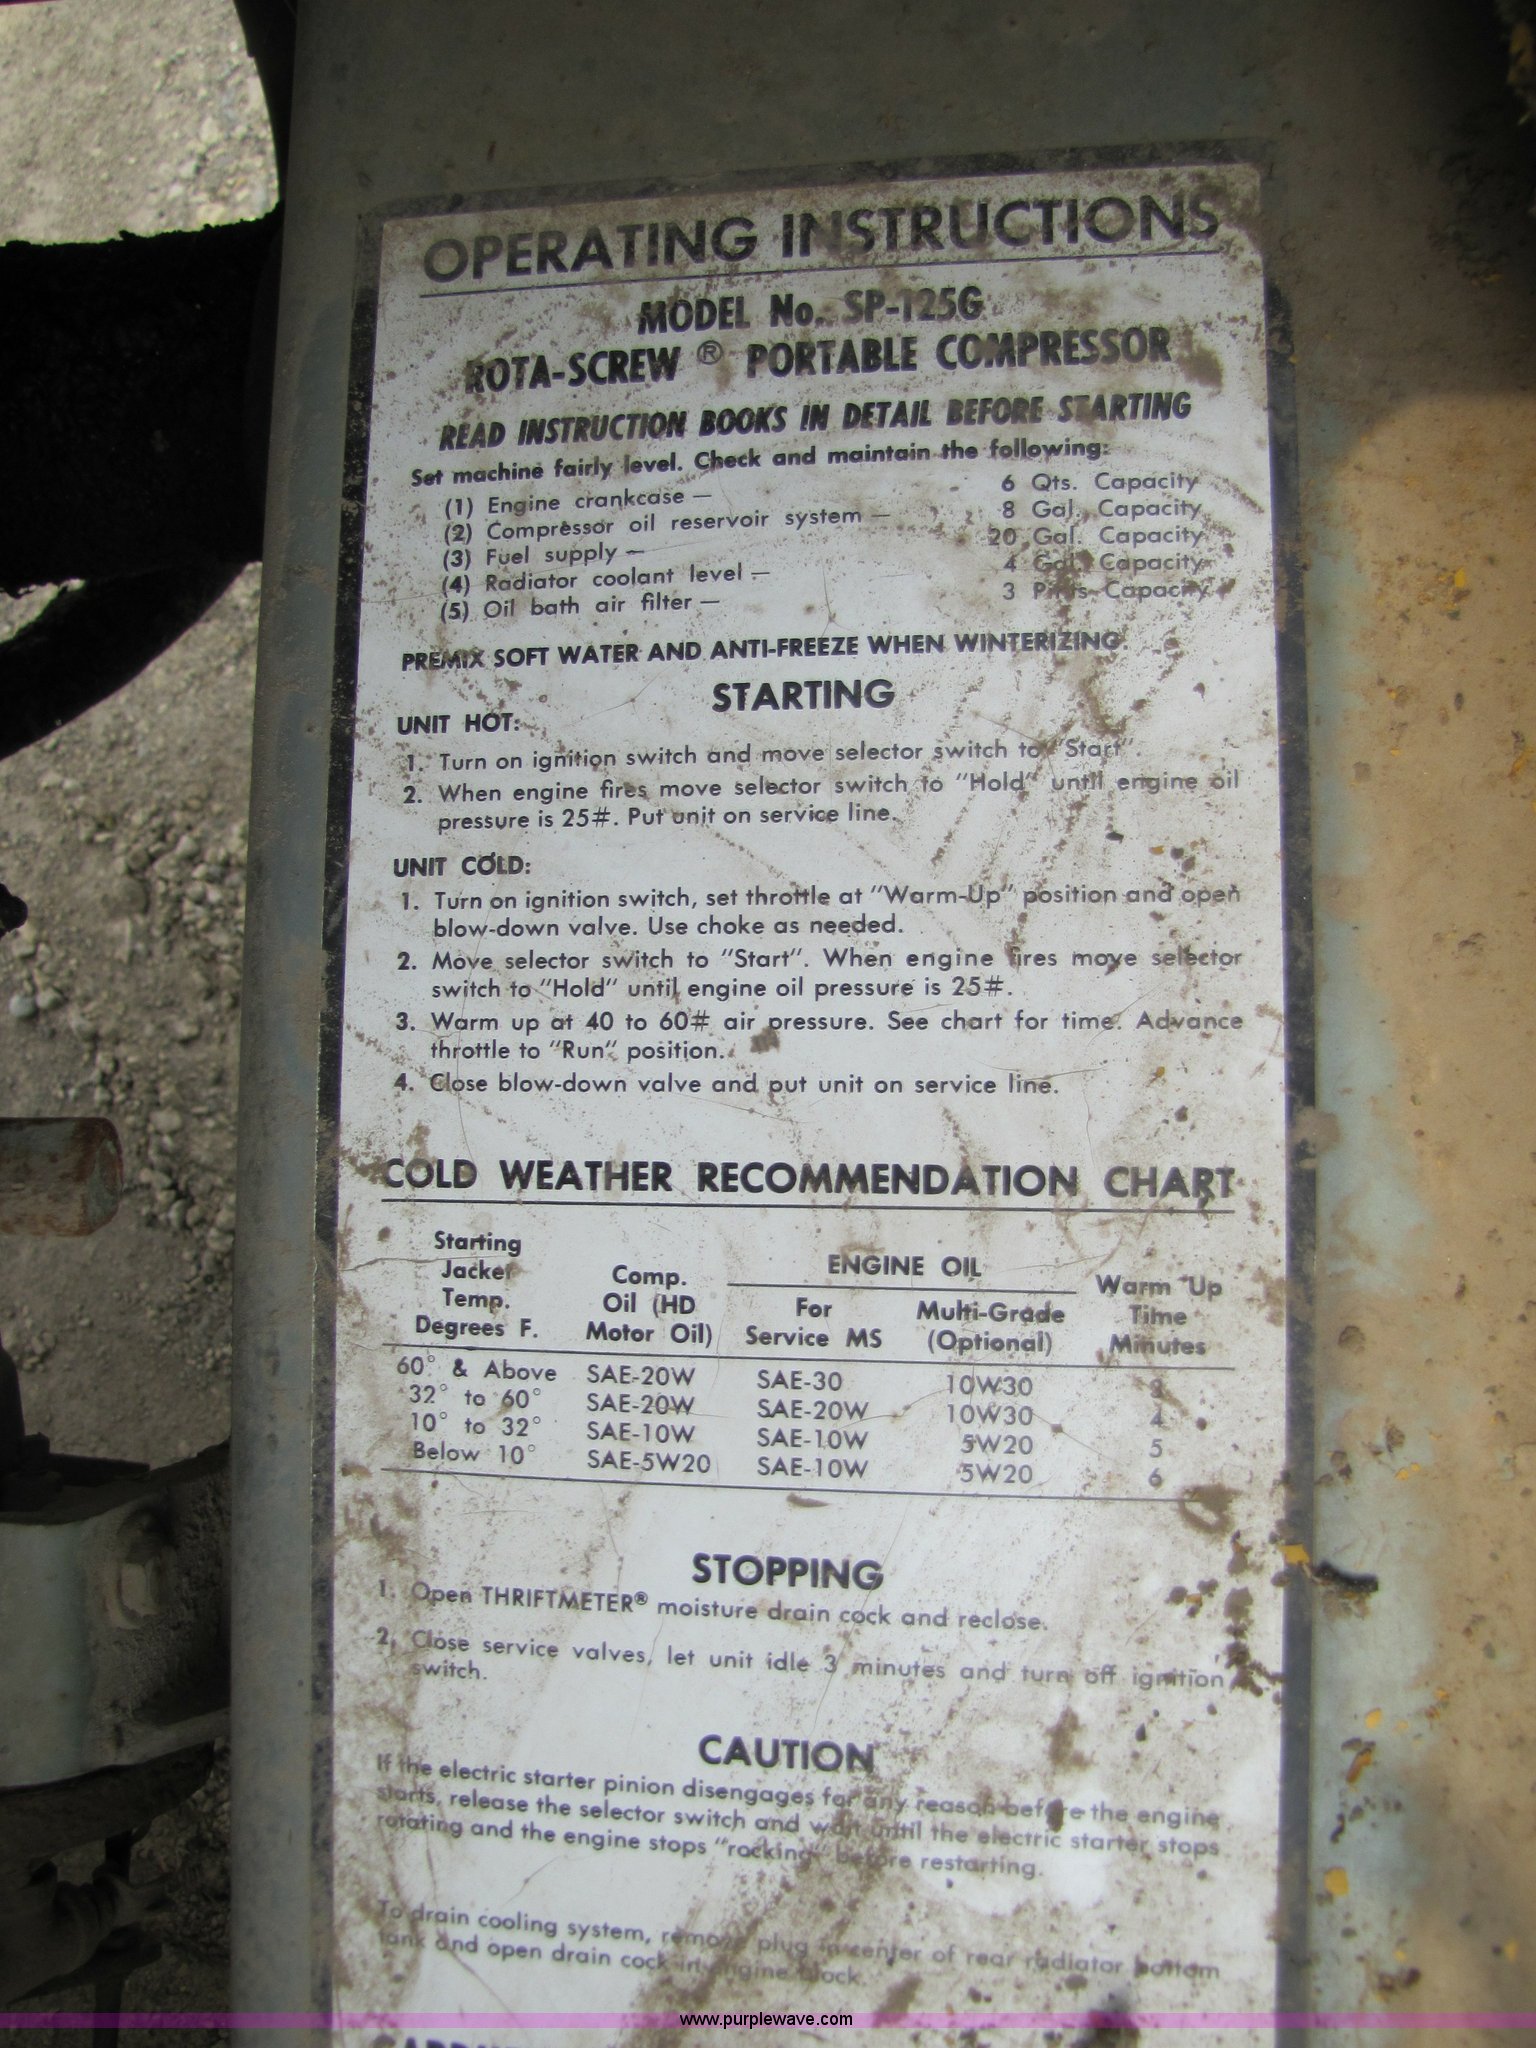 OPERATING INSTRUCTIONS
MODEL No. SP-125G
ROTA-SCREW ® PORTABLE COMPRESSOR
READ INSTRUCTION BOOKS IN DETAIL BEFORE STARTING
Set machine fairly level. Check and maintain the following:
(1) Engine crankcase — 6 Qts. Capacity
(2) Compressor oil reservoir system — 8 Gal. Capacity
(3) Fuel supply — 20 Gal. Capacity
(4) Radiator coolant level — 4 Gal. Capacity
(5) Oil bath air filter — 3 Pints Capacity
PREMIX SOFT WATER AND ANTI-FREEZE WHEN WINTERIZING.
STARTING
UNIT HOT:
1. Turn on ignition switch and move selector switch to "Start".
2. When engine fires move selector switch to "Hold" until engine oil
pressure is 25#. Put unit on service line.
UNIT COLD:
1. Turn on ignition switch, set throttle at "Warm-Up" position and open
blow-down valve. Use choke as needed.
2. Move selector switch to "Start". When engine fires move selector
switch to "Hold" until engine oil pressure is 25#.
3. Warm up at 40 to 60# air pressure. See chart for time. Advance
throttle to "Run" position.
4. Close blow-down valve and put unit on service line.
COLD WEATHER RECOMMENDATION CHART
Starting
Jacket
Temp.
Degrees F.
Comp.
Oil (HD
Motor Oil)
ENGINE OIL
For
Service MS
Multi-Grade
(Optional)
Warm Up
Time
Minutes
60° & Above SAE-20W SAE-30 10W30 3
32° to 60° SAE-20W SAE-20W 10W30 4
10° to 32° SAE-10W SAE-10W 5W20 5
Below 10° SAE-5W20 SAE-10W 5W20 6
STOPPING
1. Open THRIFTMETER® moisture drain cock and reclose.
2. Close service valves, let unit idle 3 minutes and turn off ignition
switch.
CAUTION
If the electric starter pinion disengages for any reason before the engine
starts, release the selector switch and wait until the electric starter stops
rotating and the engine stops "rocking" before restarting.
To drain cooling system, remove plug in center of rear radiator bottom
tank and open drain cock in engine block.
www.purplewave.com